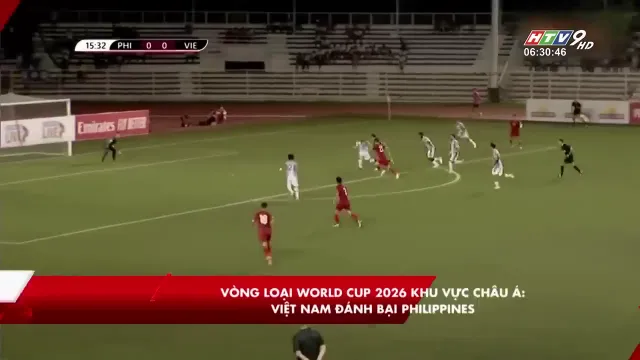 15:32 PHI 0 0 VIE
HTV9 HD
06:30:46
Emirates
VÒNG LOẠI WORLD CUP 2026 KHU VỰC CHÂU Á:
VIỆT NAM ĐÁNH BẠI PHILIPPINES